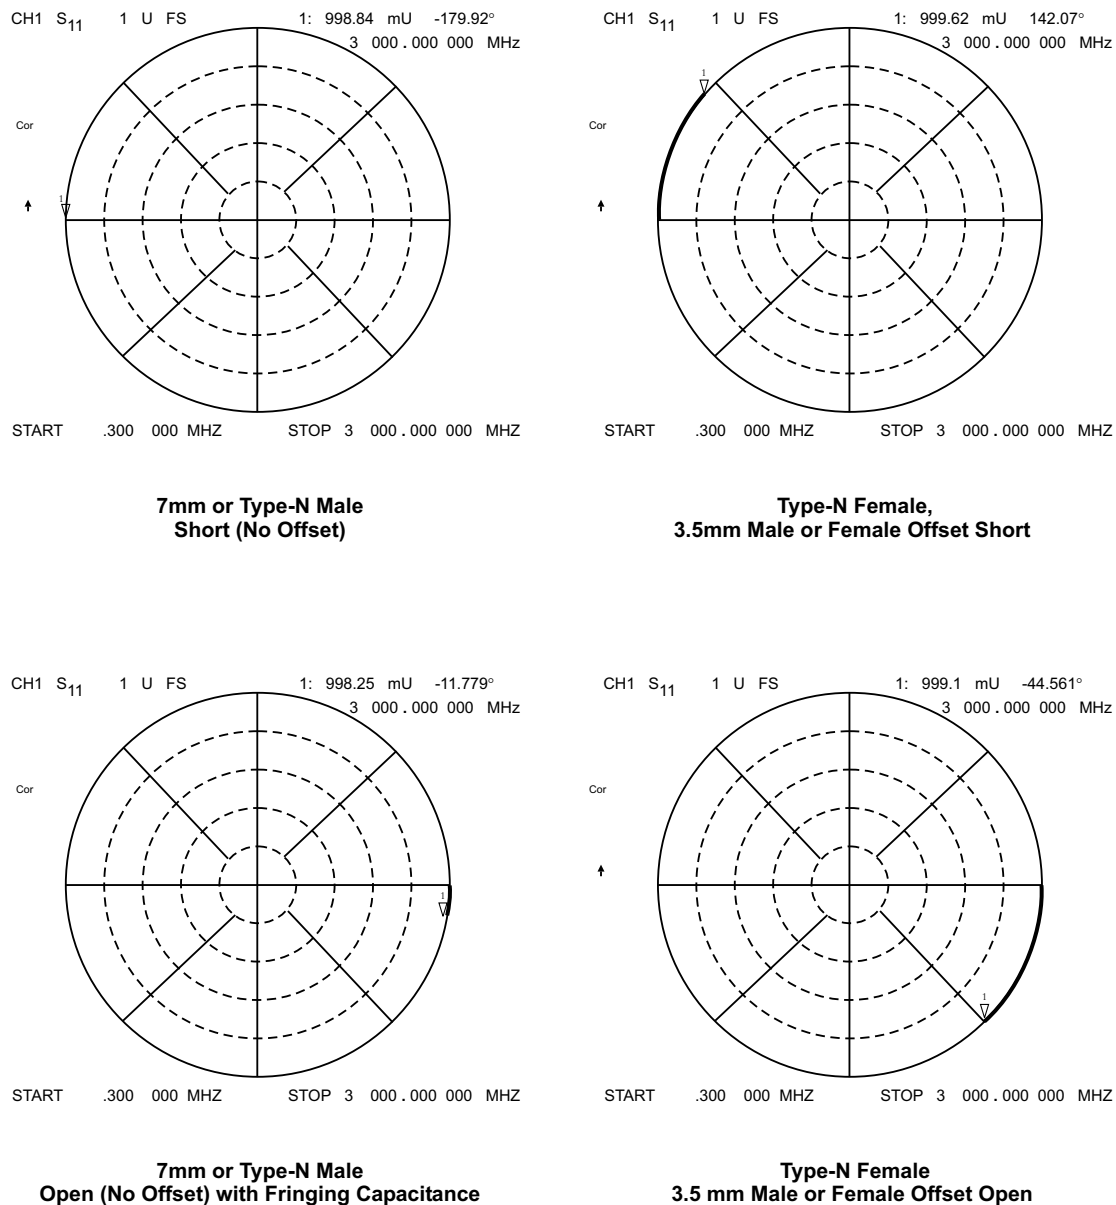 CH1 S11 1 U FS 1: 998.84 mU -179.92°
3 000.000 000 MHz
1
Cor
START .300 000 MHZ STOP 3 000.000 000 MHZ
7mm or Type-N Male
Short (No Offset)
CH1 S11 1 U FS 1: 999.62 mU 142.07°
3 000.000 000 MHz
1
Cor
START .300 000 MHZ STOP 3 000.000 000 MHZ
Type-N Female,
3.5mm Male or Female Offset Short
CH1 S11 1 U FS 1: 998.25 mU -11.779°
3 000.000 000 MHz
Cor
1
START .300 000 MHZ STOP 3 000.000 000 MHZ
7mm or Type-N Male
Open (No Offset) with Fringing Capacitance
CH1 S11 1 U FS 1: 999.1 mU -44.561°
3 000.000 000 MHz
Cor
1
START .300 000 MHZ STOP 3 000.000 000 MHZ
Type-N Female
3.5 mm Male or Female Offset Open